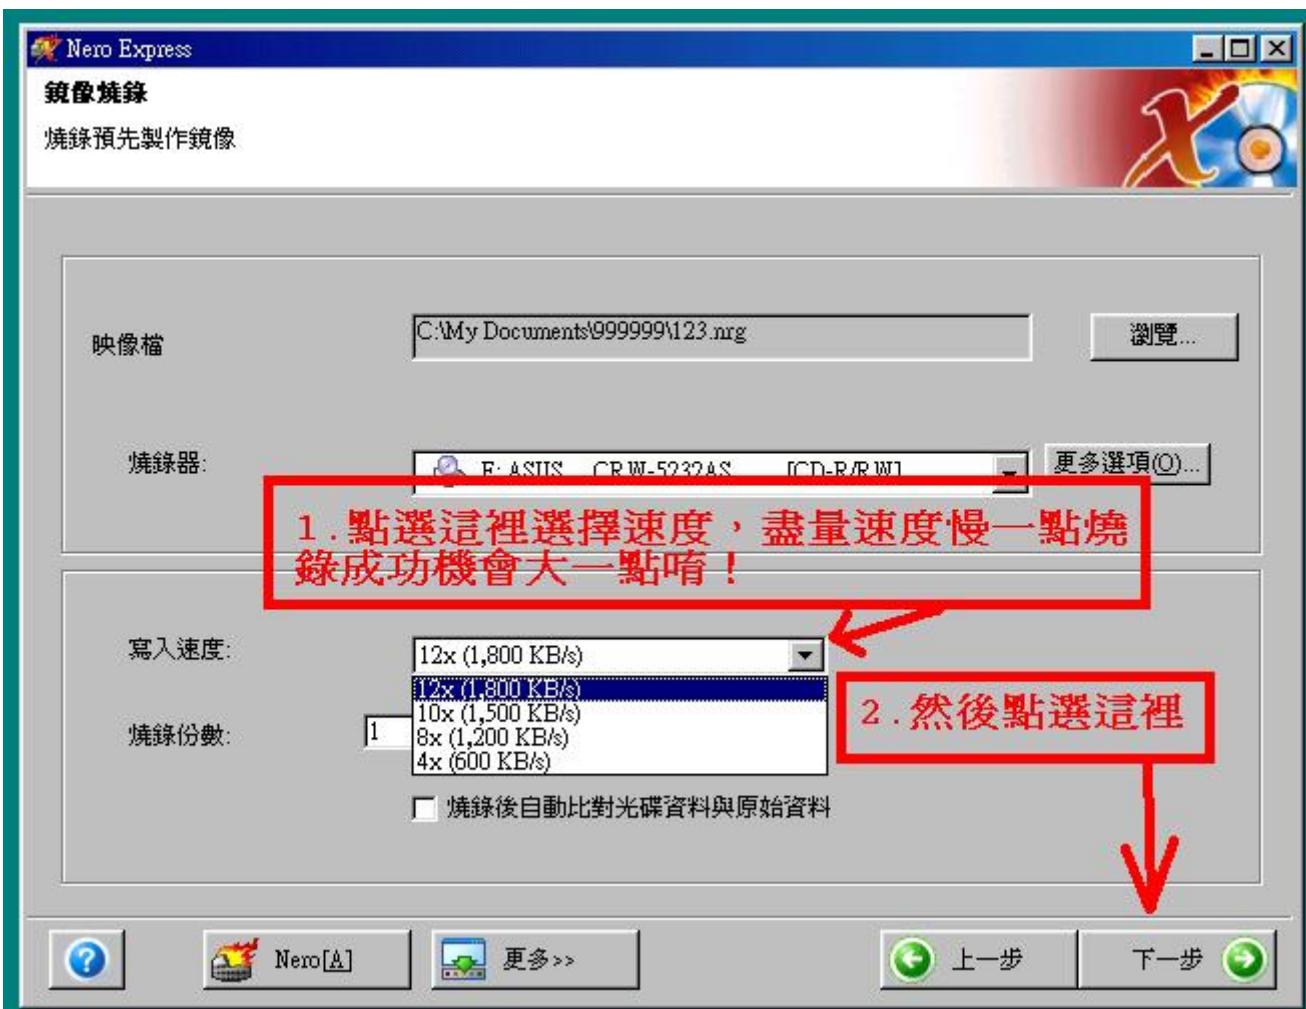 Nero Express
鏡像燒錄
燒錄預先製作鏡像
映像檔
C:\My Documents\999999\123.nrg
瀏覽...
燒錄器:
E: ASUS CRW-5232AS [CD-R/RW]
更多選項(O)...
1.點選這裡選擇速度，盡量速度慢一點燒
錄成功機會大一點唷！
寫入速度:
12x (1,800 KB/s)
12x (1,800 KB/s)
10x (1,500 KB/s)
8x (1,200 KB/s)
4x (600 KB/s)
2.然後點選這裡
燒錄份數:
1
燒錄後自動比對光碟資料與原始資料
Nero[A]
更多>>
上一步
下一步